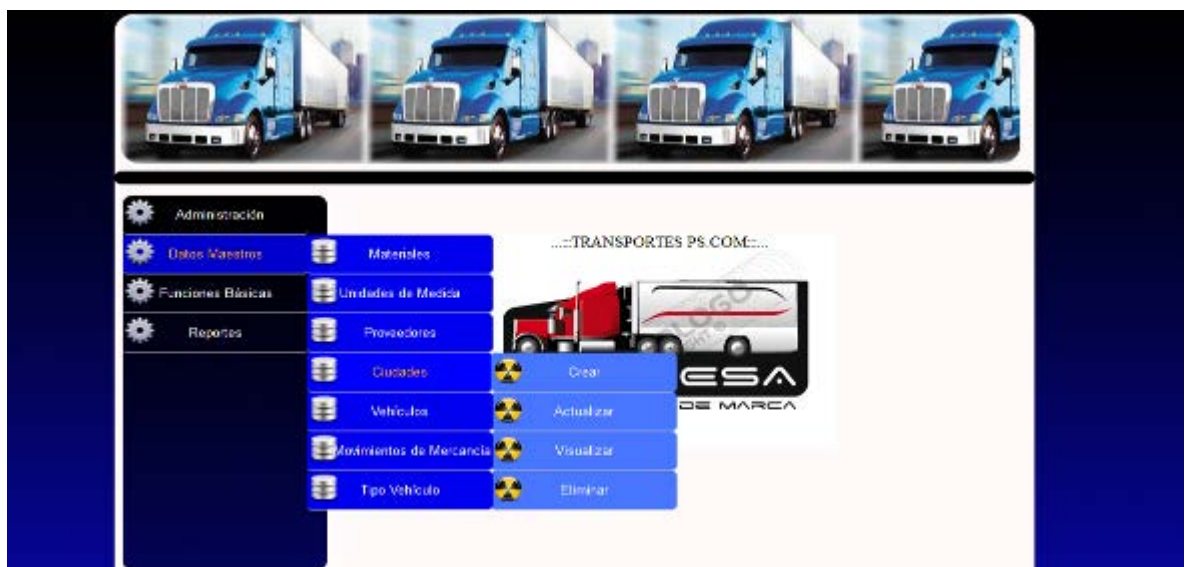 Administración
Datos Maestros
Funciones Básicas
Reportes
Materiales
Unidades de Medida
Proveedores
Ciudades
Vehículos
Movimientos de Mercancía
Tipo Vehículo
Crear
Actualizar
Visualizar
Eliminar
...::TRANSPORTES PS.COM::...
ESA
DE MARCA